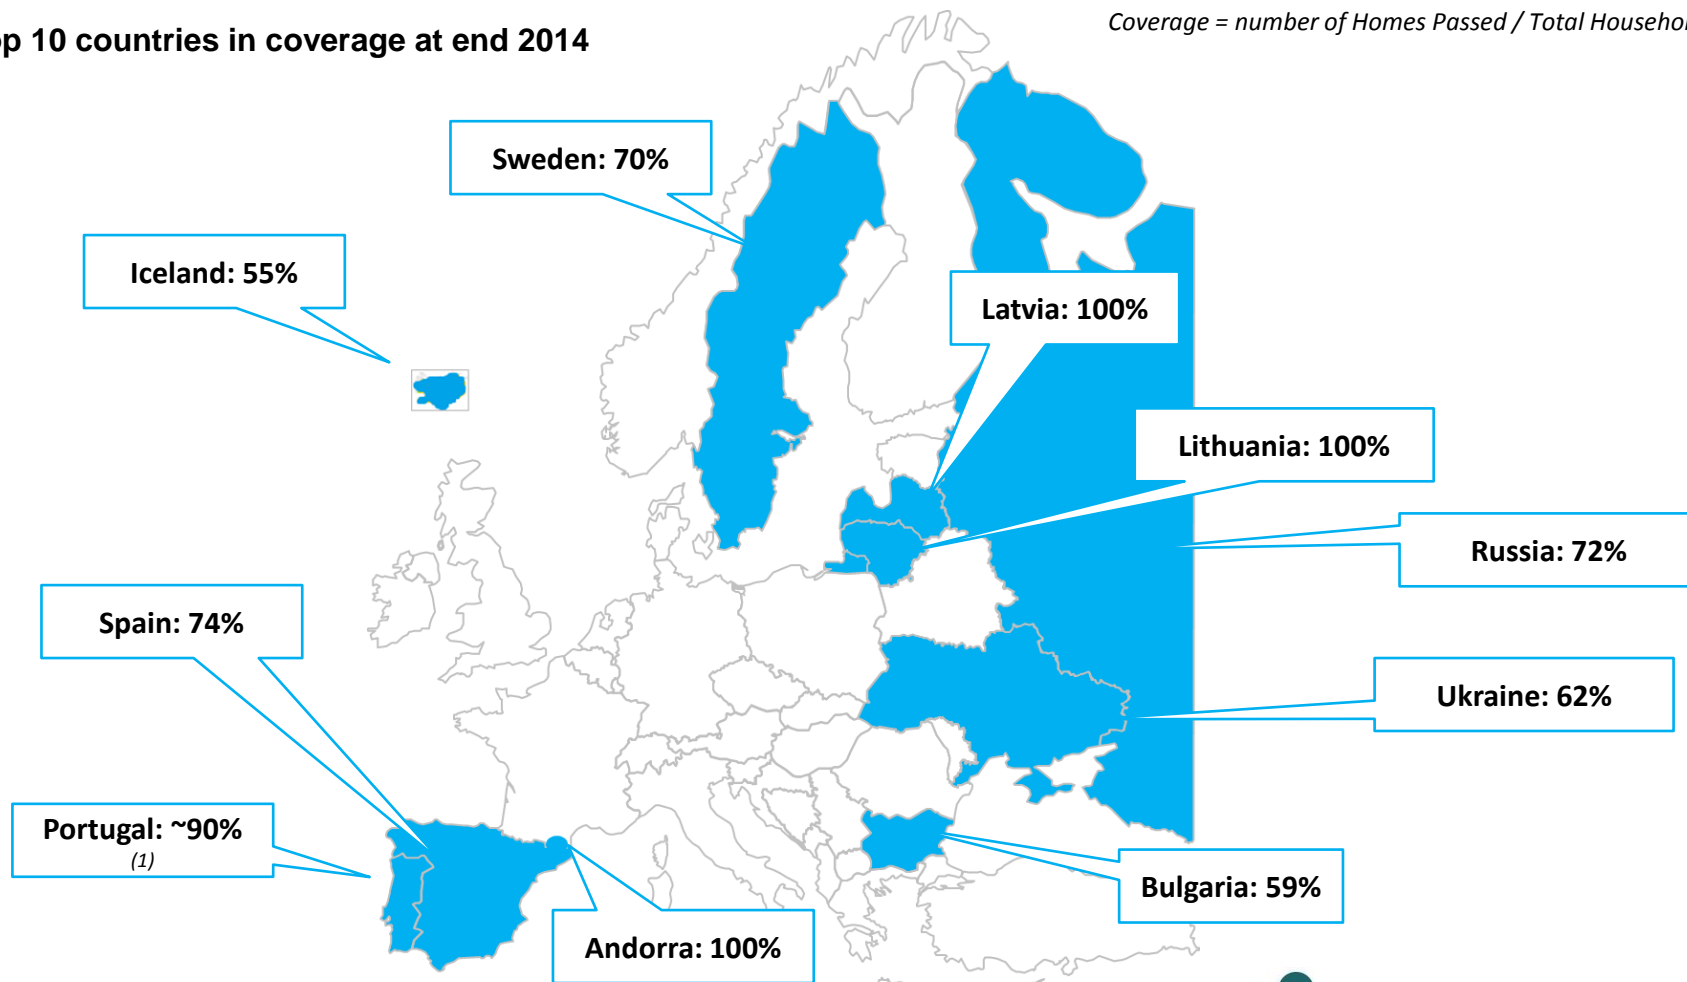 10 countries in coverage at end 2014
Coverage = number of Homes Passed / Total
Sweden: 70%
Iceland: 55%
Latvia: 100%
Lithuania: 100%
Russia: 72%
Spain: 74%
Ukraine: 62%
Portugal: ~90%
(1)
Bulgaria: 59%
Andorra: 100%